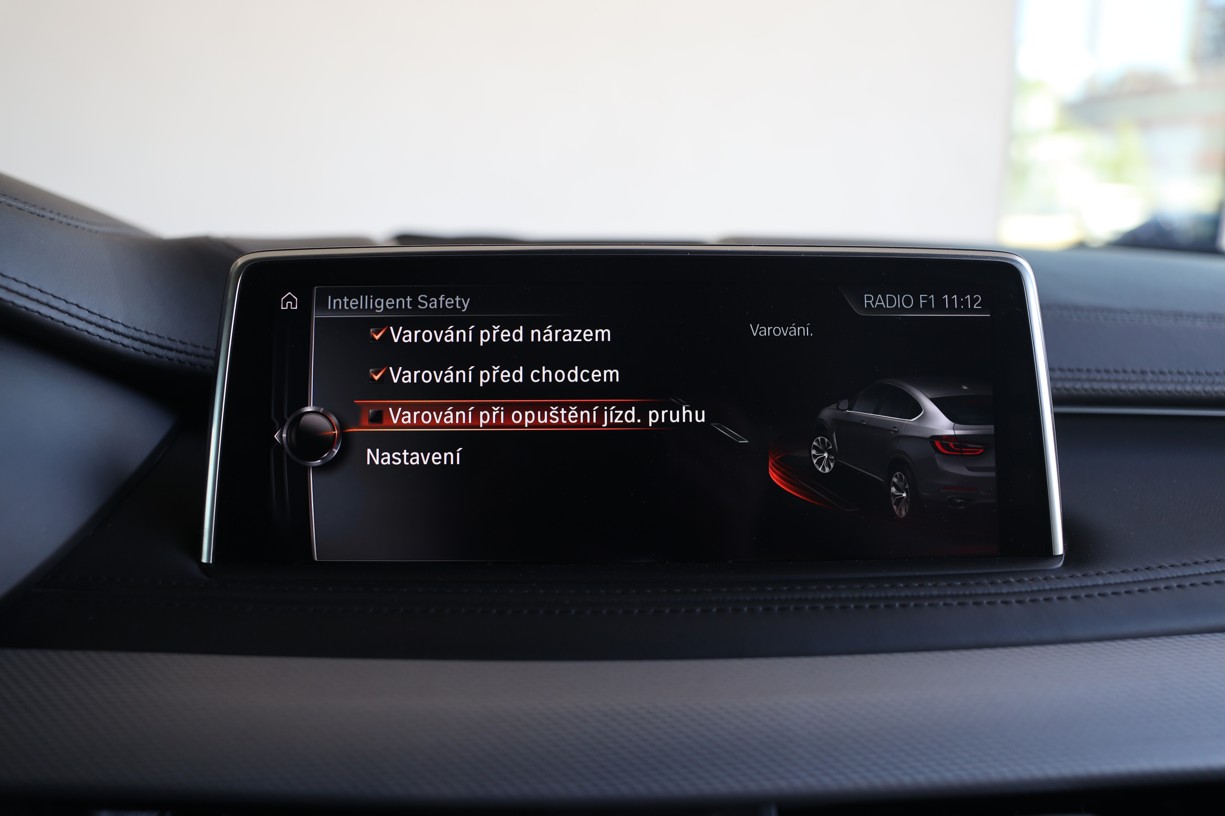 Intelligent Safety
RADIO F1 11:12
Varování před nárazem
Varování.
Varování před chodcem
Varování při opuštění jízd. pruhu
Nastavení